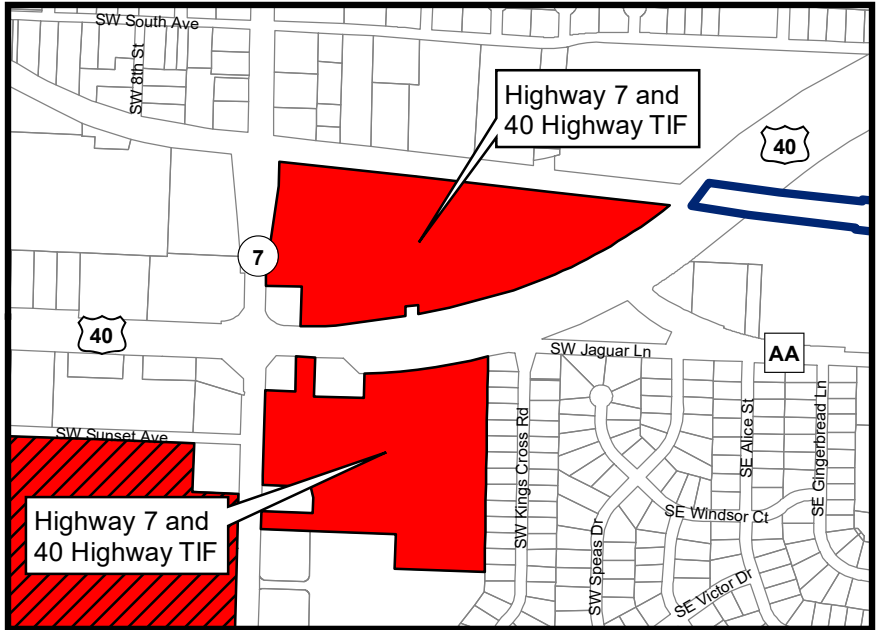 SW South Ave
SW 8th St
Highway 7 and
40 Highway TIF
40
7
40
SW Jaguar Ln
AA
SW Sunset Ave
SW Kings Cross Rd
SE Alice St
SE Gingerbread Ln
Highway 7 and
40 Highway TIF
SE Windsor Ct
SW Speas Dr
SE Victor Dr